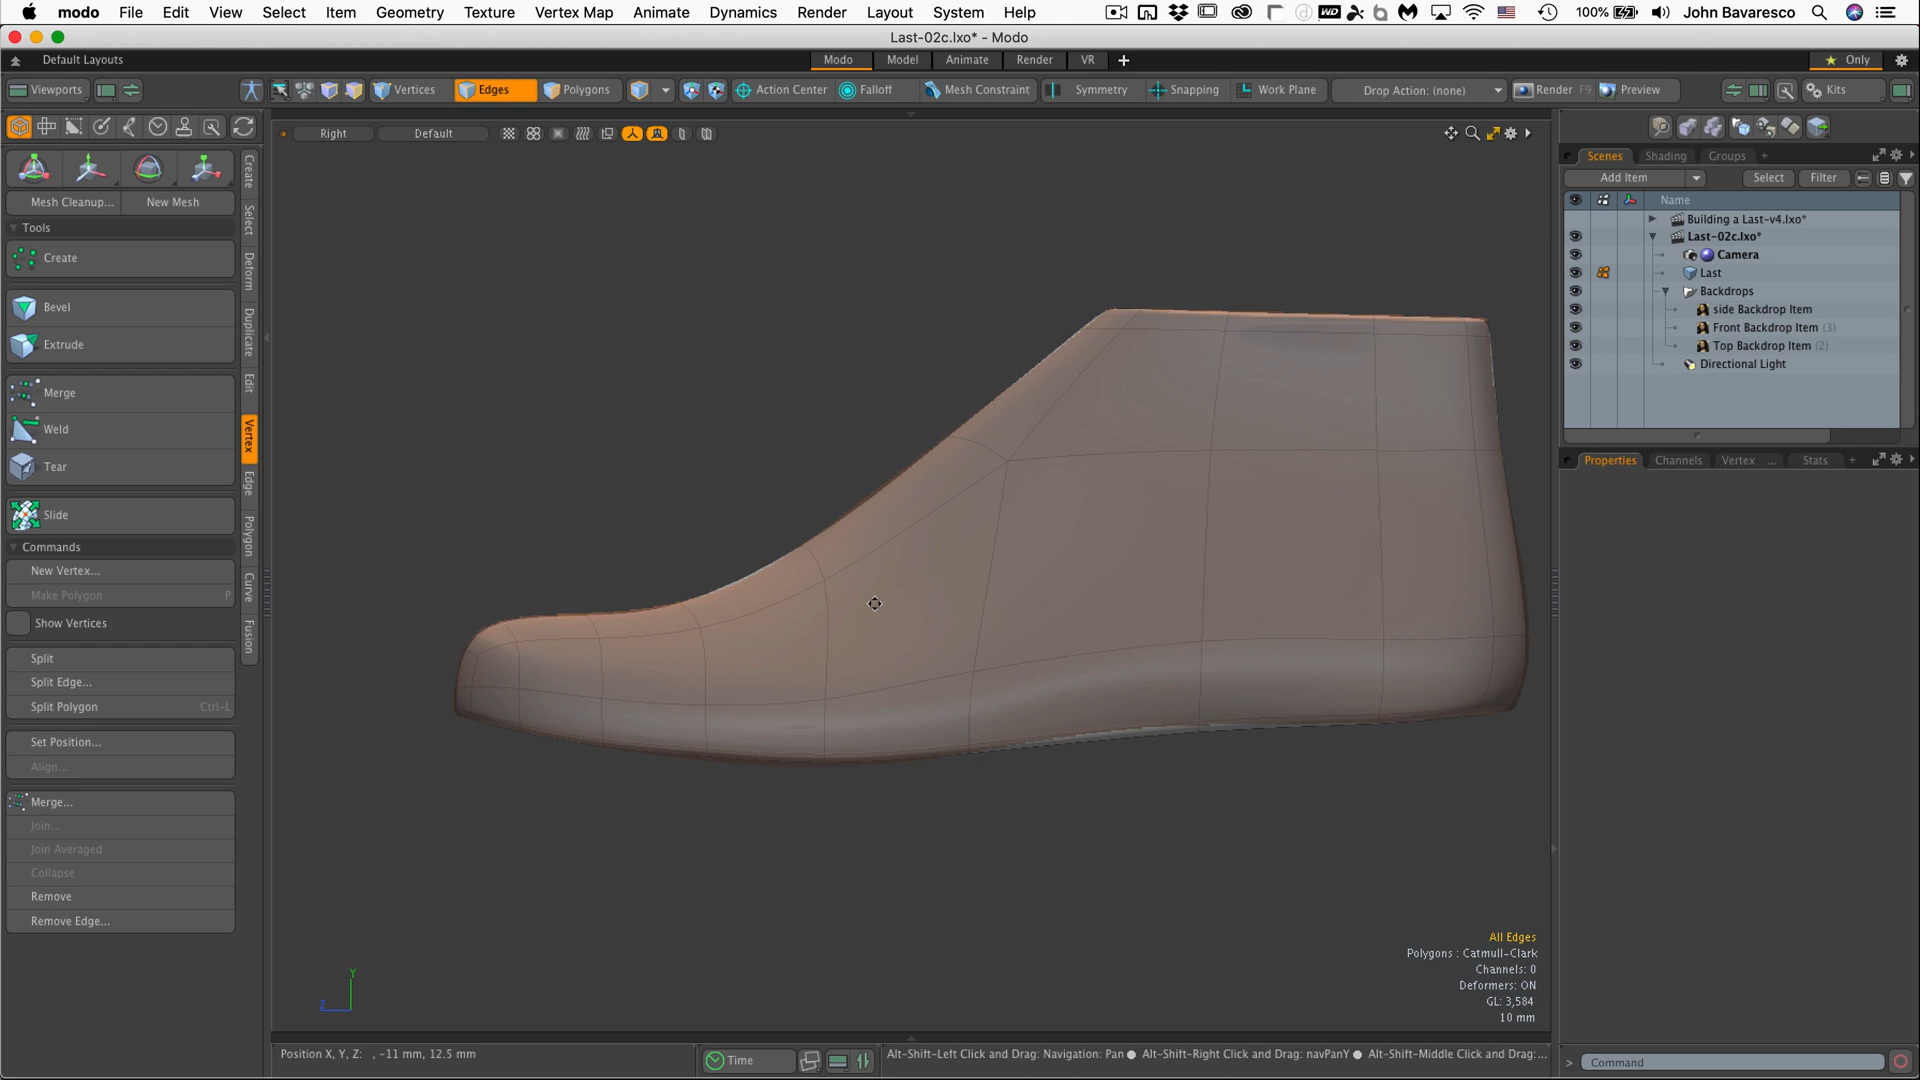 modo File Edit View Select Item Geometry Texture Vertex Map Animate Dynamics Render Layout System Help 100% John Bavaresco
Last-02c.lxo* - Modo
Default Layouts Modo Model Animate Render VR + Only
Viewports Vertices Edges Polygons Action Center Falloff Mesh Constraint Symmetry Snapping Work Plane Drop Action: (none) Render F9 Preview Kits
Right Default
Create
Select
Deform
Duplicate
Edit
Vertex
Edge
Polygon
Curve
Fusion
Mesh Cleanup... New Mesh
Tools
Create
Bevel
Extrude
Merge
Weld
Tear
Slide
Commands
New Vertex...
Make Polygon P
Show Vertices
Split
Split Edge...
Split Polygon Ctrl-L
Set Position...
Align...
Merge...
Join...
Join Averaged
Collapse
Remove
Remove Edge...
Y
Z
All Edges
Polygons : Catmull-Clark
Channels: 0
Deformers: ON
GL: 3,584
10 mm
Scenes Shading Groups +
Add Item Select Filter
Name
Building a Last-v4.lxo*
Last-02c.lxo*
Camera
Last
Backdrops
side Backdrop Item
Front Backdrop Item (3)
Top Backdrop Item (2)
Directional Light
Properties Channels Vertex ... Stats +
Position X, Y, Z: , -11 mm, 12.5 mm Time Alt-Shift-Left Click and Drag: Navigation: Pan ● Alt-Shift-Right Click and Drag: navPanY ● Alt-Shift-Middle Click and Drag:... > Command